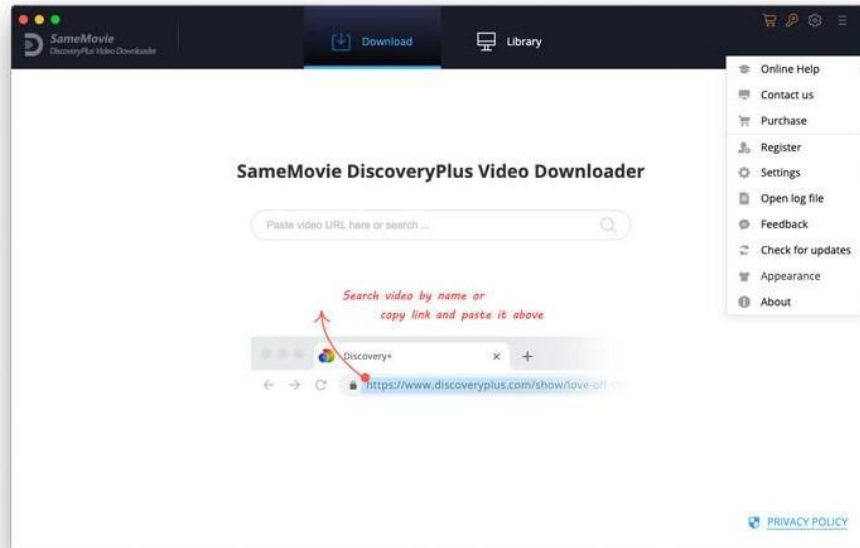 SameMovie
DiscoveryPlus Video Downloader
Download
Library
Online Help
Contact us
Purchase
Register
Settings
Open log file
Feedback
Check for updates
Appearance
About
SameMovie DiscoveryPlus Video Downloader
Paste video URL here or search ...
Search video by name or
copy link and paste it above
Discovery+
https://www.discoveryplus.com/show/love-off
PRIVACY POLICY